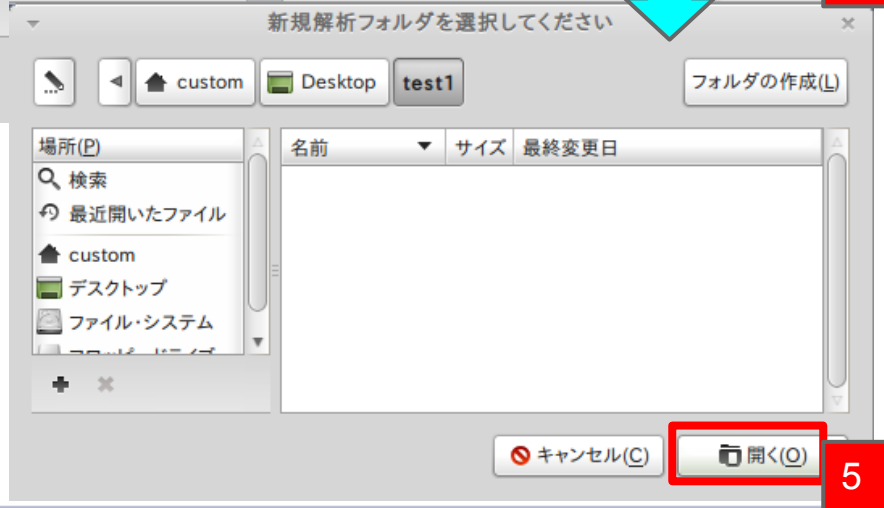 新規解析フォルダを選択してください
custom
Desktop
test1
フォルダの作成(L)
場所(P)
検索
最近開いたファイル
custom
デスクトップ
ファイル・システム
名前
サイズ
最終変更日
キャンセル(C)
開く(O)
5